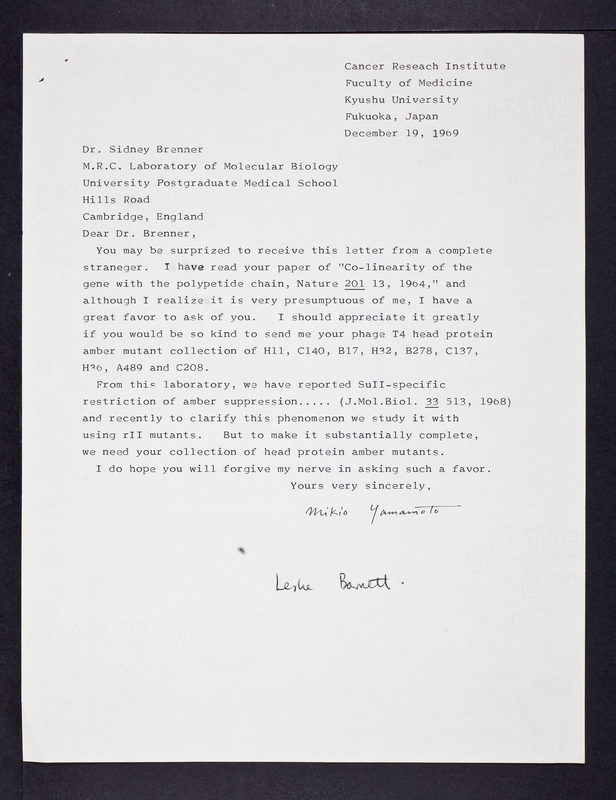 Cancer Reseach Institute
Fuculty of Medicine
Kyushu University
Fukuoka, Japan
December 19, 1969
Dr. Sidney Brenner
M.R.C. Laboratory of Molecular Biology
University Postgraduate Medical School
Hills Road
Cambridge, England
Dear Dr. Brenner,
You may be surprized to receive this letter from a complete
straneger. I have read your paper of "Co-linearity of the
gene with the polypetide chain, Nature 201 13, 1964," and
although I realize it is very presumptuous of me, I have a
great favor to ask of you. I should appreciate it greatly
if you would be so kind to send me your phage T4 head protein
amber mutant collection of H11, C140, B17, H32, B278, C137,
H36, A489 and C208.
From this laboratory, we have reported SuII-specific
restriction of amber suppression..... (J.Mol.Biol. 33 513, 1968)
and recently to clarify this phenomenon we study it with
using rII mutants. But to make it substantially complete,
we need your collection of head protein amber mutants.
I do hope you will forgive my nerve in asking such a favor.
Yours very sincerely,
Mikio Yamamoto
Leslie Barnett.